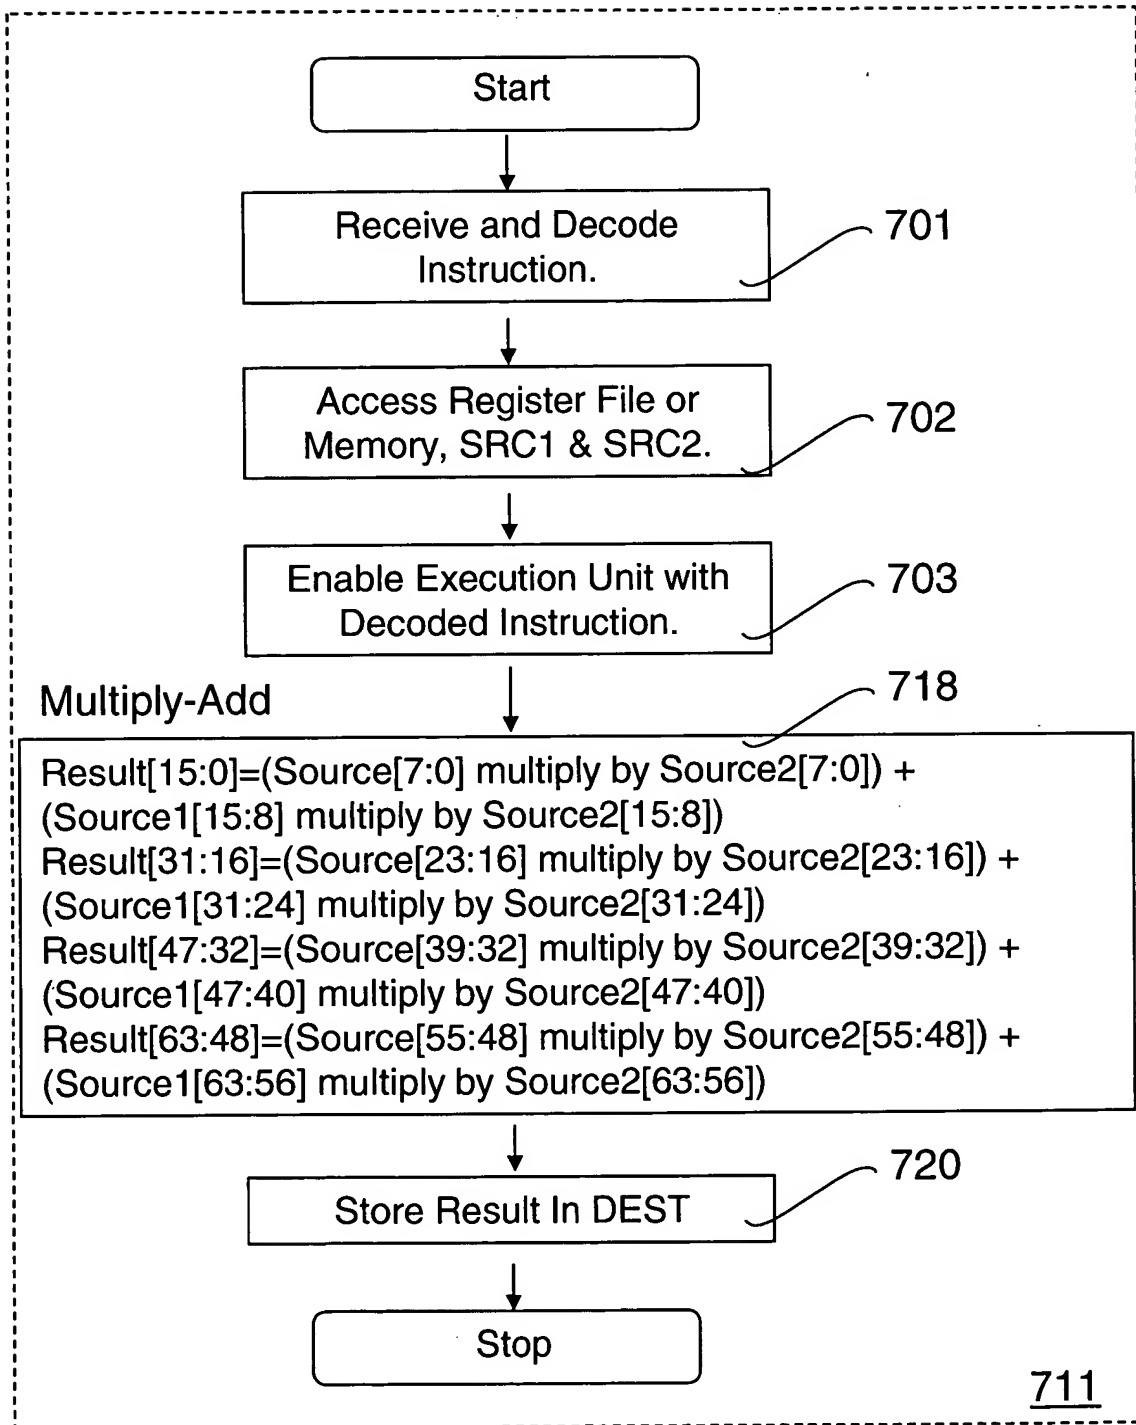 Start
Receive and Decode
Instruction.
701
Access Register File or
Memory, SRC1 & SRC2.
702
Enable Execution Unit with
Decoded Instruction.
703
Multiply-Add
718
Result[15:0]=(Source[7:0] multiply by Source2[7:0]) +
(Source1[15:8] multiply by Source2[15:8])
Result[31:16]=(Source[23:16] multiply by Source2[23:16]) +
(Source1[31:24] multiply by Source2[31:24])
Result[47:32]=(Source[39:32] multiply by Source2[39:32]) +
(Source1[47:40] multiply by Source2[47:40])
Result[63:48]=(Source[55:48] multiply by Source2[55:48]) +
(Source1[63:56] multiply by Source2[63:56])
720
Store Result In DEST
Stop
711